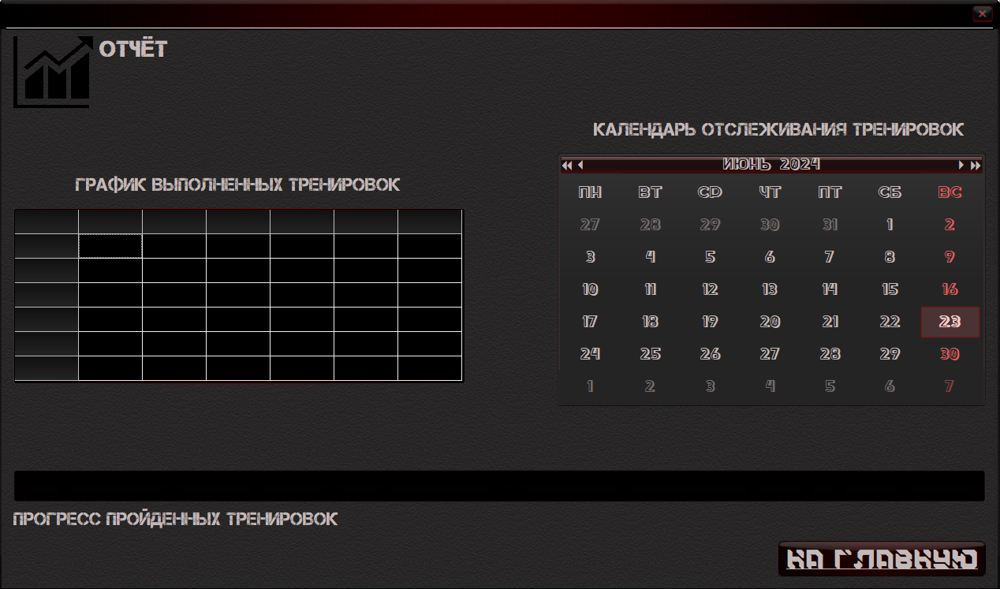 ОТЧЁТ
КАЛЕНДАРЬ ОТСЛЕЖИВАНИЯ ТРЕНИРОВОК
ИЮНЬ 2024
ПН ВТ СР ЧТ ПТ СБ ВС
27 28 29 30 31 1 2
3 4 5 6 7 8 9
10 11 12 13 14 15 16
17 18 19 20 21 22 23
24 25 26 27 28 29 30
1 2 3 4 5 6 7
ГРАФИК ВЫПОЛНЕННЫХ ТРЕНИРОВОК
ПРОГРЕСС ПРОЙДЕННЫХ ТРЕНИРОВОК
НА ГЛАВНУЮ